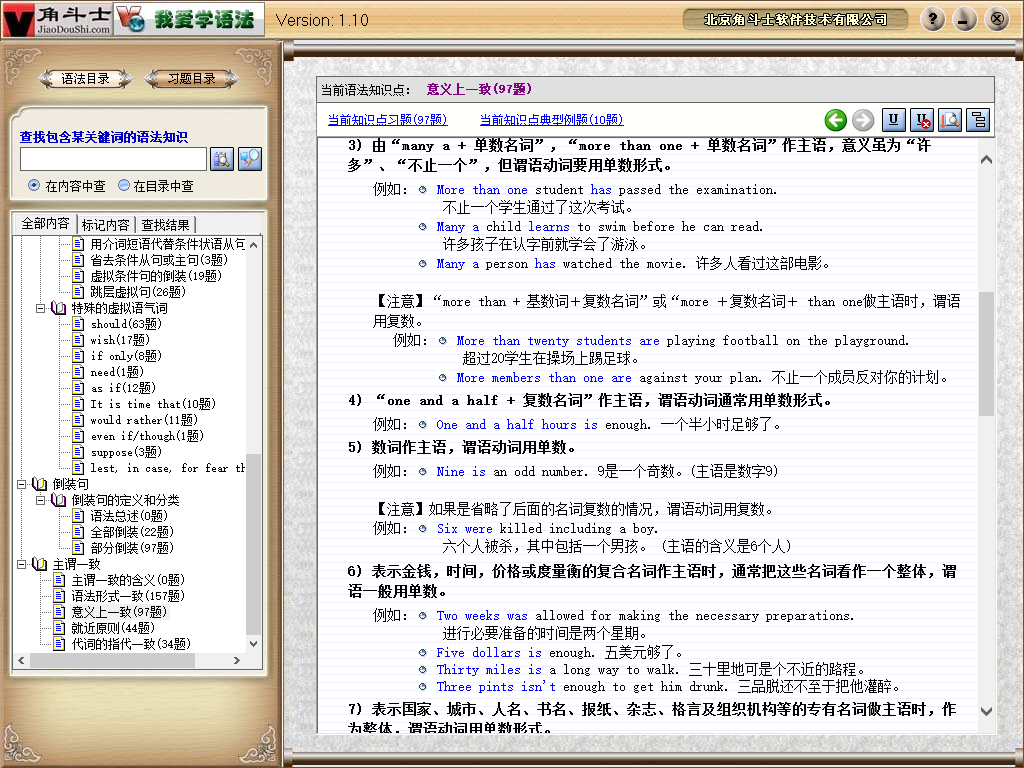 角斗士
JiaoDouShi.com
我爱学语法
Version: 1.10
北京角斗士软件技术有限公司
语法目录
习题目录
查找包含某关键词的语法知识
在内容中查
在目录中查
全部内容
标记内容
查找结果
用介词短语代替条件状语从句
省去条件从句或主句(3题)
虚拟条件句的倒装(19题)
跳层虚拟句(26题)
特殊的虚拟语气词
should(63题)
wish(17题)
if only(8题)
need(1题)
as if(12题)
It is time that(10题)
would rather(11题)
even if/though(1题)
suppose(3题)
lest, in case, for fear th
倒装句
倒装句的定义和分类
语法总述(0题)
全部倒装(22题)
部分倒装(97题)
主谓一致
主谓一致的含义(0题)
语法形式一致(157题)
意义上一致(97题)
就近原则(44题)
代词的指代一致(34题)
当前语法知识点： 意义上一致(97题)
当前知识点习题(97题)
当前知识点典型例题(10题)
3) 由“many a + 单数名词”，“more than one + 单数名词”作主语，意义虽为“许
多”、“不止一个”，但谓语动词要用单数形式。
例如： More than one student has passed the examination.
不止一个学生通过了这次考试。
Many a child learns to swim before he can read.
许多孩子在认字前就学会了游泳。
Many a person has watched the movie. 许多人看过这部电影。
【注意】“more than + 基数词＋复数名词”或“more ＋复数名词＋ than one做主语时，谓语
用复数。
例如： More than twenty students are playing football on the playground.
超过20学生在操场上踢足球。
More members than one are against your plan. 不止一个成员反对你的计划。
4) “one and a half + 复数名词”作主语，谓语动词通常用单数形式。
例如： One and a half hours is enough. 一个半小时足够了。
5) 数词作主语，谓语动词用单数。
例如： Nine is an odd number. 9是一个奇数。(主语是数字9)
【注意】如果是省略了后面的名词复数的情况，谓语动词用复数。
例如： Six were killed including a boy.
六个人被杀，其中包括一个男孩。 (主语的含义是6个人)
6) 表示金钱，时间，价格或度量衡的复合名词作主语时，通常把这些名词看作一个整体，谓
语一般用单数。
例如： Two weeks was allowed for making the necessary preparations.
进行必要准备的时间是两个星期。
Five dollars is enough. 五美元够了。
Thirty miles is a long way to walk. 三十里地可是个不近的路程。
Three pints isn't enough to get him drunk. 三品脱还不至于把他灌醉。
7) 表示国家、城市、人名、书名、报纸、杂志、格言及组织机构等的专有名词做主语时，作
为整体，谓语动词用单数形式。